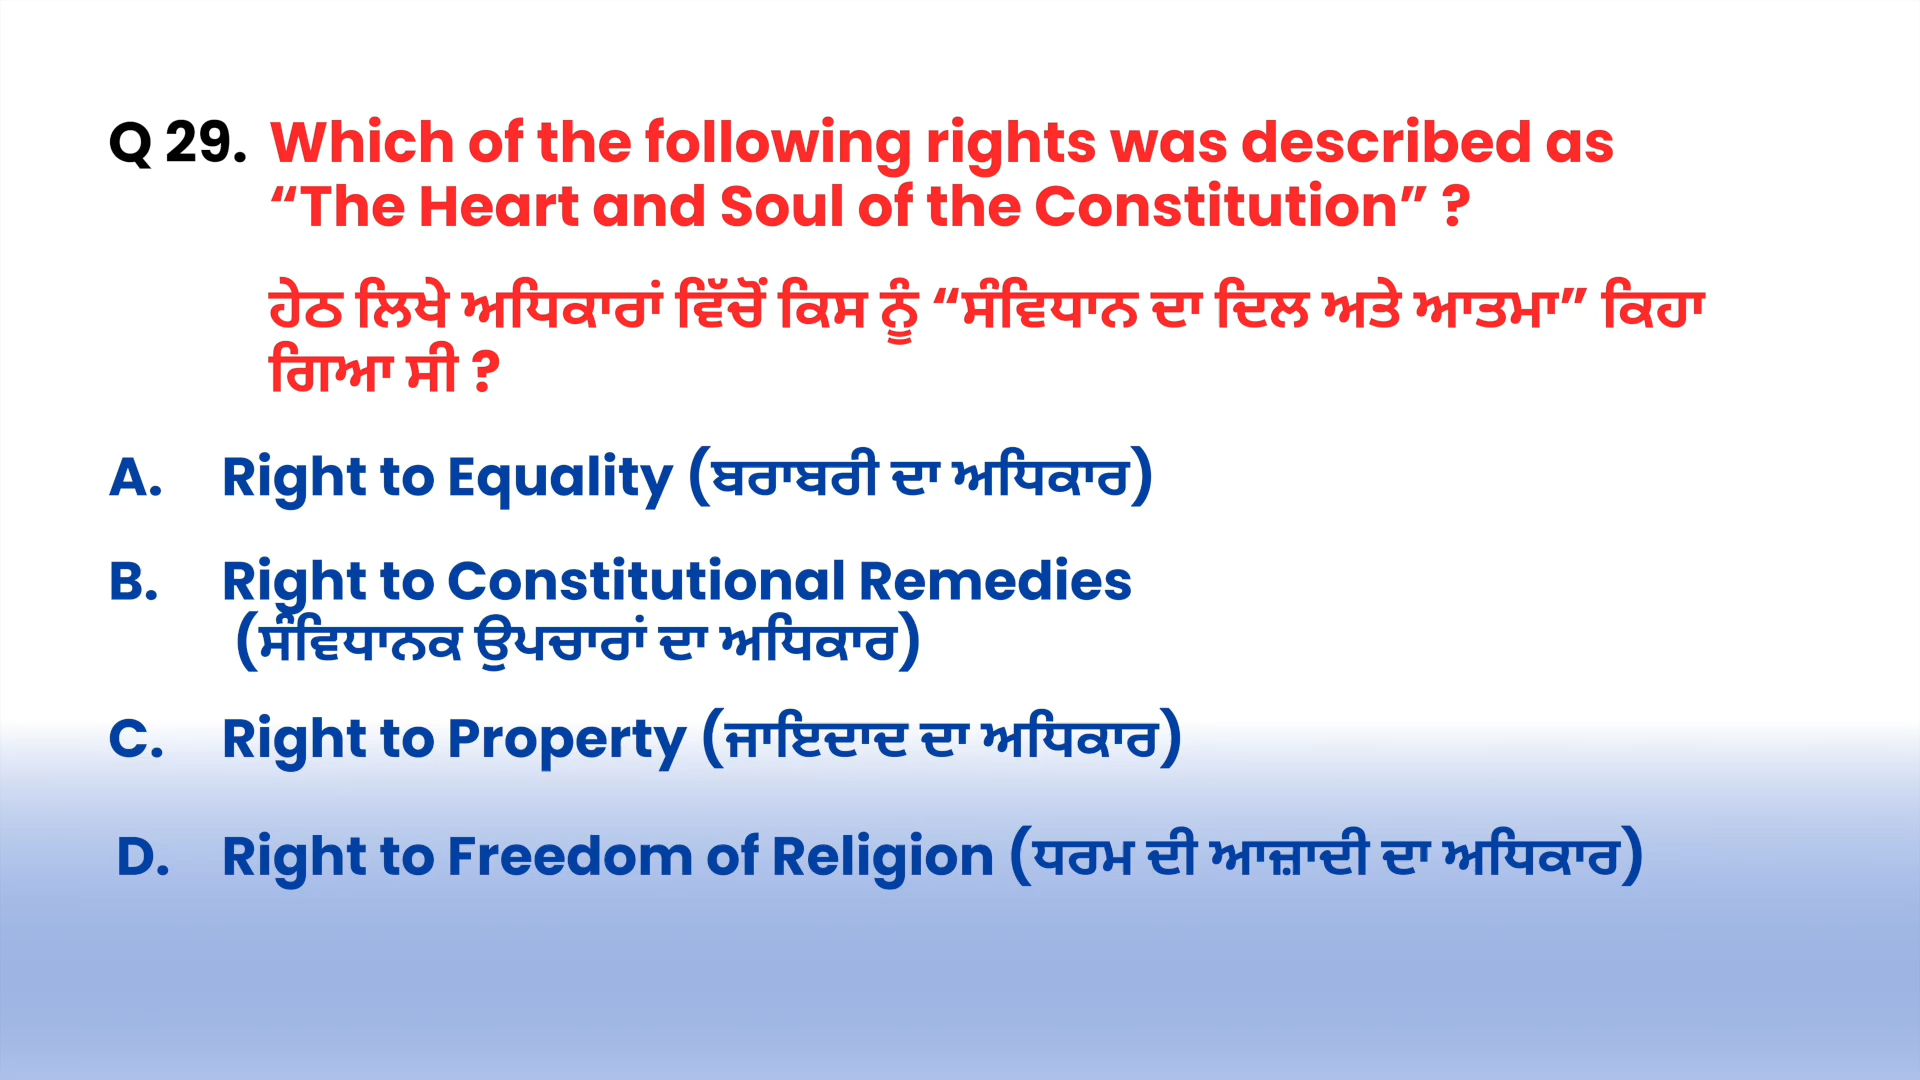 Q 29. Which of the following rights was described as
“The Heart and Soul of the Constitution” ?
ਹੇਠ ਲਿਖੇ ਅਧਿਕਾਰਾਂ ਵਿੱਚੋਂ ਕਿਸ ਨੂੰ “ਸੰਵਿਧਾਨ ਦਾ ਦਿਲ ਅਤੇ ਆਤਮਾ” ਕਿਹਾ
ਗਿਆ ਸੀ ?
A. Right to Equality (ਬਰਾਬਰੀ ਦਾ ਅਧਿਕਾਰ)
B. Right to Constitutional Remedies
(ਸੰਵਿਧਾਨਕ ਉਪਚਾਰਾਂ ਦਾ ਅਧਿਕਾਰ)
C. Right to Property (ਜਾਇਦਾਦ ਦਾ ਅਧਿਕਾਰ)
D. Right to Freedom of Religion (ਧਰਮ ਦੀ ਆਜ਼ਾਦੀ ਦਾ ਅਧਿਕਾਰ)